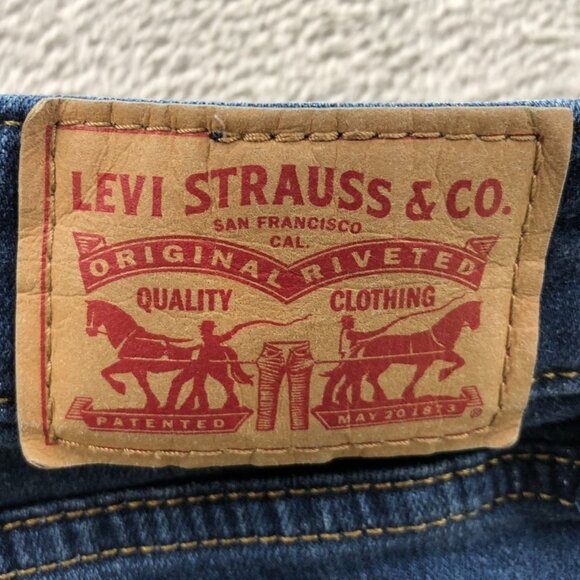 LEVI STRAUSS & CO.
SAN FRANCISCO
CAL.
ORIGINAL RIVETED
QUALITY CLOTHING
PATENTED MAY 20 1873 ®